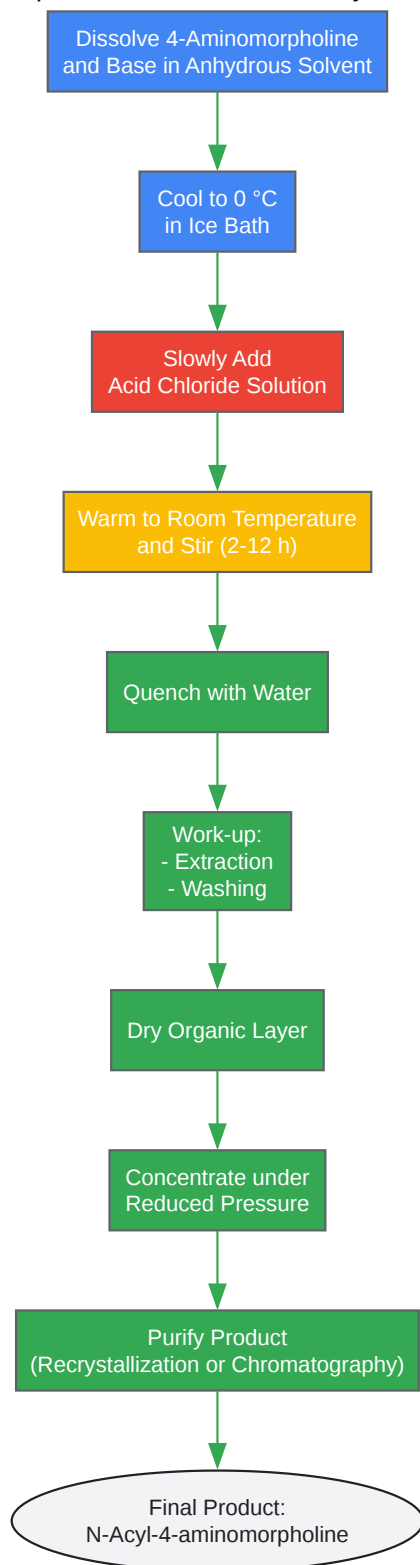 Dissolve 4-Aminomorpholine
and Base in Anhydrous Solvent
Cool to 0 °C
in Ice Bath
Slowly Add
Acid Chloride Solution
Warm to Room Temperature
and Stir (2-12 h)
Quench with Water
Work-up:
- Extraction
- Washing
Dry Organic Layer
Concentrate under
Reduced Pressure
Purify Product
(Recrystallization or Chromatography)
Final Product:
N-Acyl-4-aminomorpholine